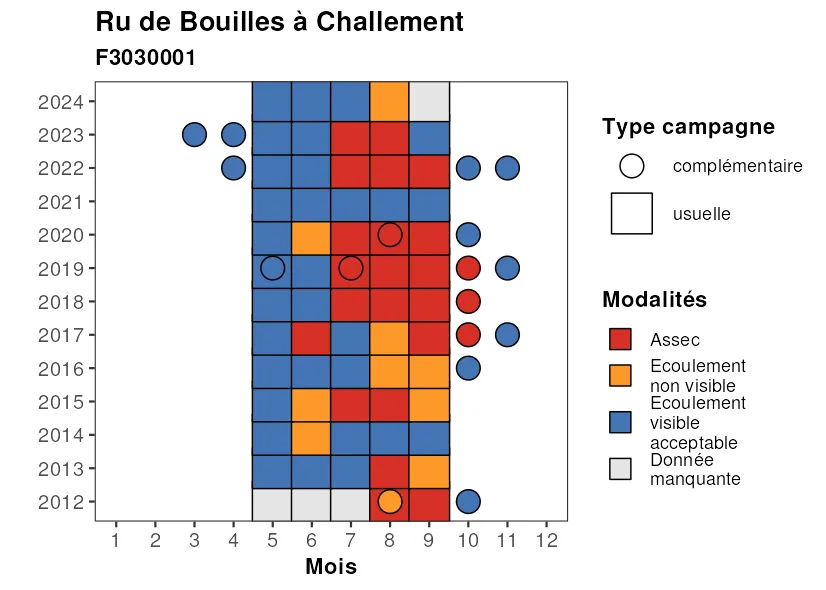 Ru de Bouilles à Challement
F3030001
2024
2023
2022
2021
2020
2019
2018
2017
2016
2015
2014
2013
2012
1 2 3 4 5 6 7 8 9 10 11 12
Mois
Type campagne
complémentaire
usuelle
Modalités
Assec
Ecoulement
non visible
Ecoulement
visible
acceptable
Donnée
manquante